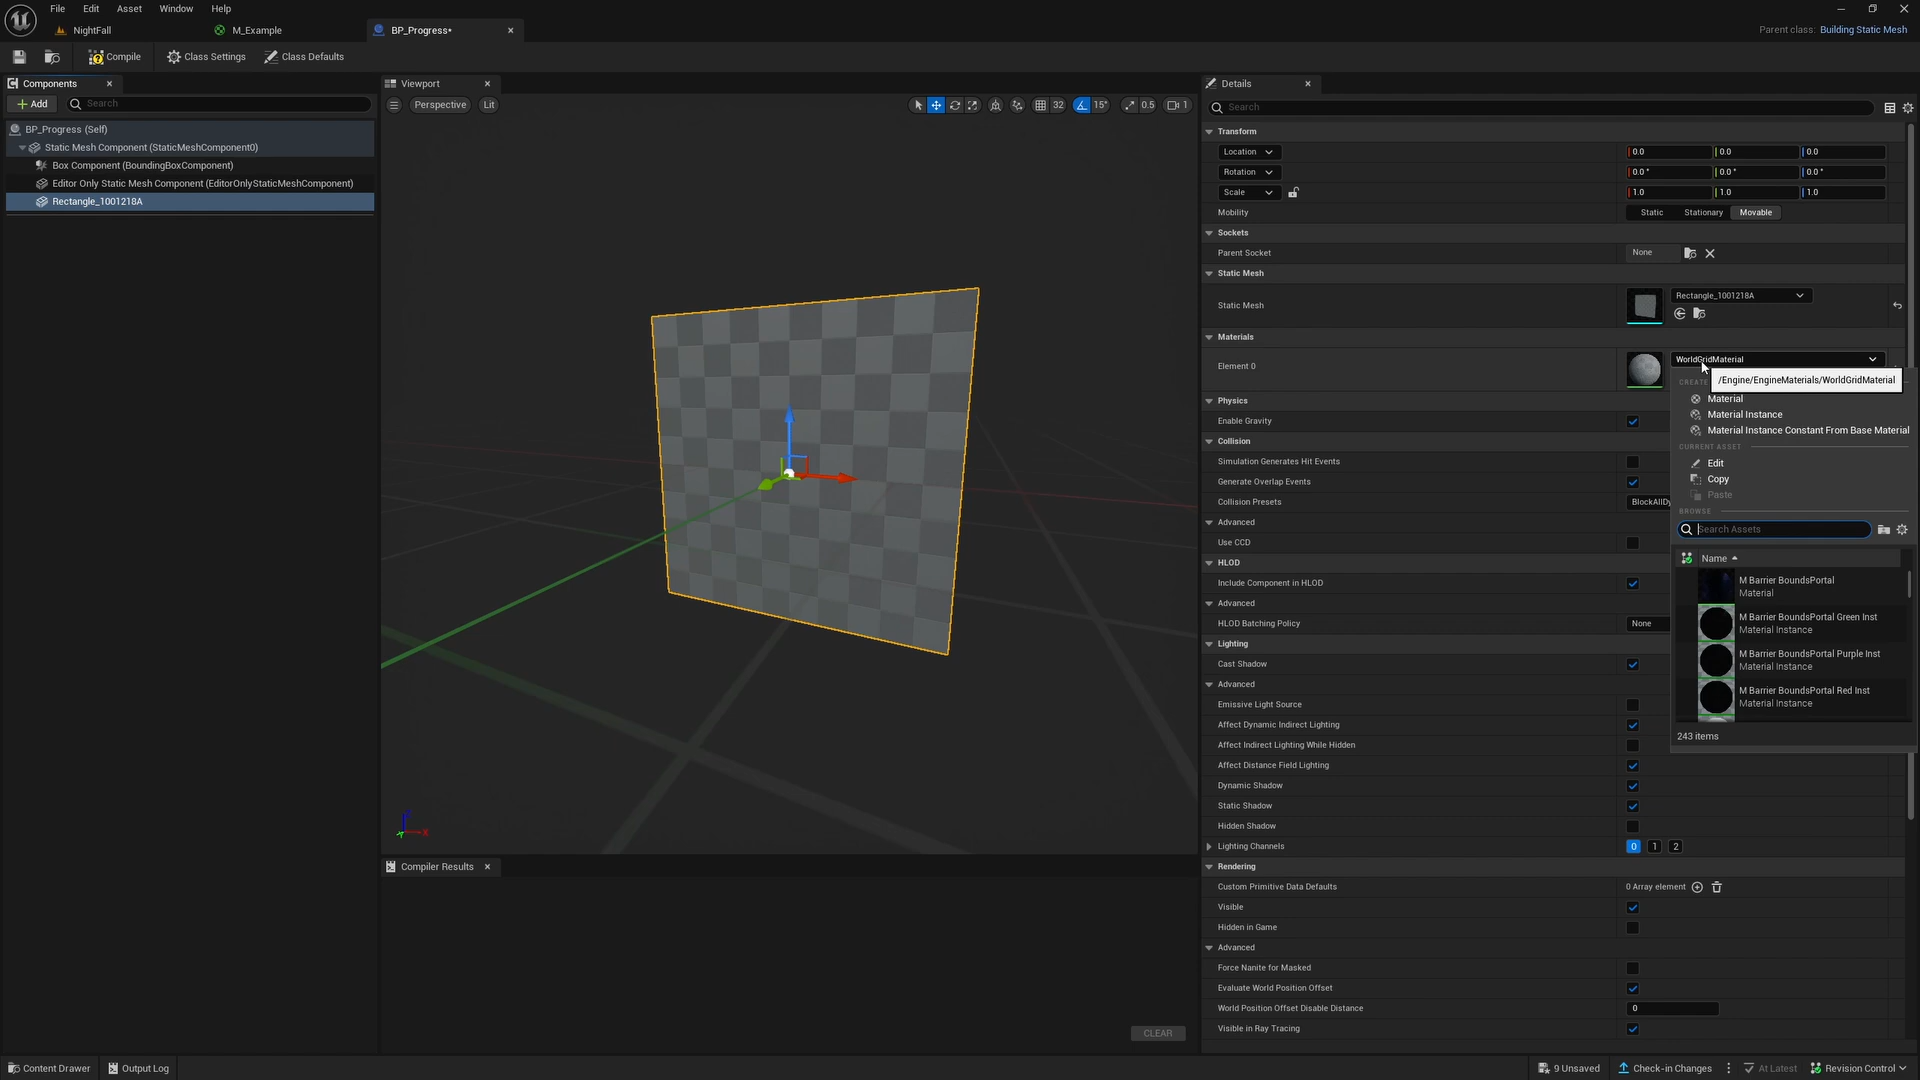 File Edit Asset Window Help
NightFall M_Example BP_Progress•
Parent class: Building Static Mesh
Compile Class Settings Class Defaults
Components
Add Search
BP_Progress (Self)
Static Mesh Component (StaticMeshComponent0)
Box Component (BoundingBoxComponent)
Editor Only Static Mesh Component (EditorOnlyStaticMeshComponent)
Rectangle_1001218A
Viewport
Perspective Lit 32 15° 0.5 1
Compiler Results
CLEAR
Details
Search
Transform
Location 0.0 0.0 0.0
Rotation 0.0 ° 0.0 ° 0.0 °
Scale 1.0 1.0 1.0
Mobility Static Stationary Movable
Sockets
Parent Socket None
Static Mesh
Static Mesh Rectangle_1001218A
Materials
Element 0 WorldGridMaterial
/Engine/EngineMaterials/WorldGridMaterial
CREATE
Material
Material Instance
Material Instance Constant From Base Material
CURRENT ASSET
Edit
Copy
Paste
BROWSE
Search Assets
Name
M Barrier BoundsPortal
Material
M Barrier BoundsPortal Green Inst
Material Instance
M Barrier BoundsPortal Purple Inst
Material Instance
M Barrier BoundsPortal Red Inst
Material Instance
243 items
Physics
Enable Gravity
Collision
Simulation Generates Hit Events
Generate Overlap Events
Collision Presets BlockAllDy
Advanced
Use CCD
HLOD
Include Component in HLOD
Advanced
HLOD Batching Policy None
Lighting
Cast Shadow
Advanced
Emissive Light Source
Affect Dynamic Indirect Lighting
Affect Indirect Lighting While Hidden
Affect Distance Field Lighting
Dynamic Shadow
Static Shadow
Hidden Shadow
Lighting Channels 0 1 2
Rendering
Custom Primitive Data Defaults 0 Array element
Visible
Hidden in Game
Advanced
Force Nanite for Masked
Evaluate World Position Offset
World Position Offset Disable Distance 0
Visible in Ray Tracing
Content Drawer Output Log
9 Unsaved Check-in Changes At Latest Revision Control